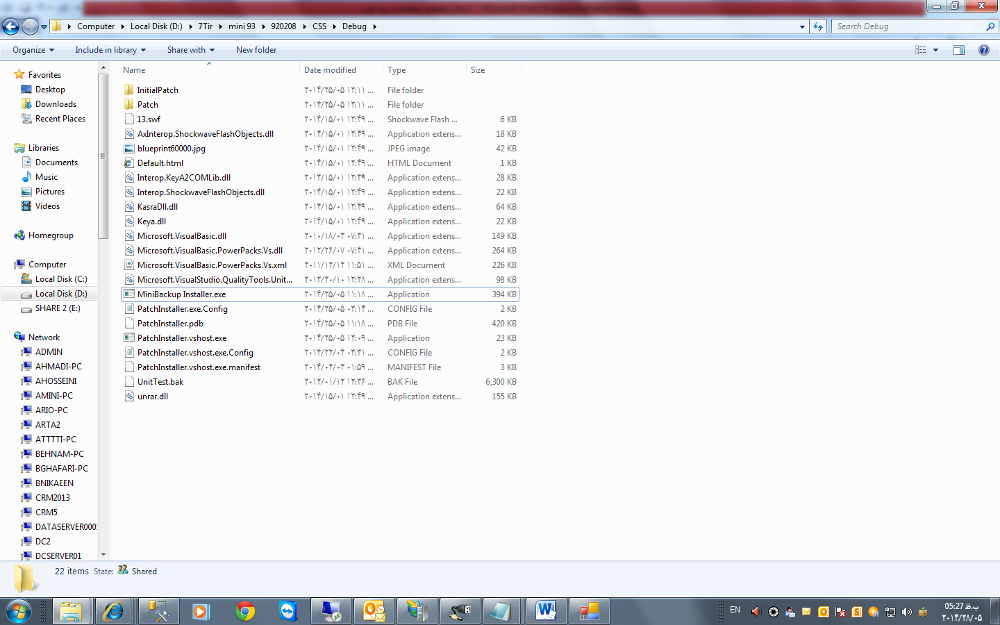 Computer ▸ Local Disk (D:) ▸ 7Tir ▸ mini 93 ▸ 920208 ▸ CSS ▸ Debug ▸
Search Debug
Organize Include in library Share with New folder
Favorites
Desktop
Downloads
Recent Places
Libraries
Documents
Music
Pictures
Videos
Homegroup
Computer
Local Disk (C:)
Local Disk (D:)
SHARE 2 (E:)
Network
ADMIN
AHMADI-PC
AHOSSEINI
AMINI-PC
ARIO-PC
ARTA2
ATTTTI-PC
BEHNAM-PC
BGHAFARI-PC
BNIKAEEN
CRM2013
CRM5
DATASERVER000
DC2
DCSERVER01
Name Date modified Type Size
InitialPatch ۲۰۱۴/۲۵/۰۵ ۱۲:۱۱ ... File folder
Patch ۲۰۱۴/۲۵/۰۵ ۱۲:۱۱ ... File folder
13.swf ۲۰۱۴/۱۵/۰۱ ۱۲:۴۹ ... Shockwave Flash ... 6 KB
AxInterop.ShockwaveFlashObjects.dll ۲۰۱۴/۱۵/۰۱ ۱۲:۴۹ ... Application extens... 18 KB
blueprint60000.jpg ۲۰۱۴/۱۵/۰۱ ۱۲:۴۹ ... JPEG image 42 KB
Default.html ۲۰۱۴/۱۵/۰۱ ۱۲:۴۹ ... HTML Document 1 KB
Interop.KeyA2COMLib.dll ۲۰۱۴/۱۵/۰۱ ۱۲:۴۹ ... Application extens... 28 KB
Interop.ShockwaveFlashObjects.dll ۲۰۱۴/۱۵/۰۱ ۱۲:۴۹ ... Application extens... 22 KB
KasraDll.dll ۲۰۱۴/۱۵/۰۱ ۱۲:۴۹ ... Application extens... 64 KB
Keya.dll ۲۰۱۴/۱۵/۰۱ ۱۲:۴۹ ... Application extens... 22 KB
Microsoft.VisualBasic.dll ۲۰۱۰/۱۸/۰۳ ۰۷:۳۱ ... Application extens... 149 KB
Microsoft.VisualBasic.PowerPacks.Vs.dll ۲۰۱۲/۲۶/۰۷ ۰۷:۴۱ ... Application extens... 264 KB
Microsoft.VisualBasic.PowerPacks.Vs.xml ۲۰۱۱/۱۲/۱۲ ۱۱:۵۱ ... XML Document 226 KB
Microsoft.VisualStudio.QualityTools.Unit... ۲۰۱۳/۳۰/۱۰ ۱۲:۲۸ ... Application extens... 98 KB
MiniBackup Installer.exe ۲۰۱۴/۲۵/۰۵ ۱۱:۱۸ ... Application 394 KB
PatchInstaller.exe.Config ۲۰۱۴/۲۵/۰۵ ۰۳:۱۴ ... CONFIG File 2 KB
PatchInstaller.pdb ۲۰۱۴/۲۵/۰۵ ۱۱:۱۸ ... PDB File 420 KB
PatchInstaller.vshost.exe ۲۰۱۴/۲۵/۰۵ ۱۲:۰۹ ... Application 23 KB
PatchInstaller.vshost.exe.Config ۲۰۱۴/۲۲/۰۴ ۰۲:۳۱ ... CONFIG File 2 KB
PatchInstaller.vshost.exe.manifest ۲۰۱۴/۰۳/۰۳ ۰۱:۵۹ ... MANIFEST File 3 KB
UnitTest.bak ۲۰۱۲/۰۱/۱۲ ۱۲:۳۶ ... BAK File 6,300 KB
unrar.dll ۲۰۱۴/۱۵/۰۱ ۱۲:۴۹ ... Application extens... 155 KB
22 items State: Shared
EN
05:27 ب.ظ
۲۰۱۴/۲۸/۰۵